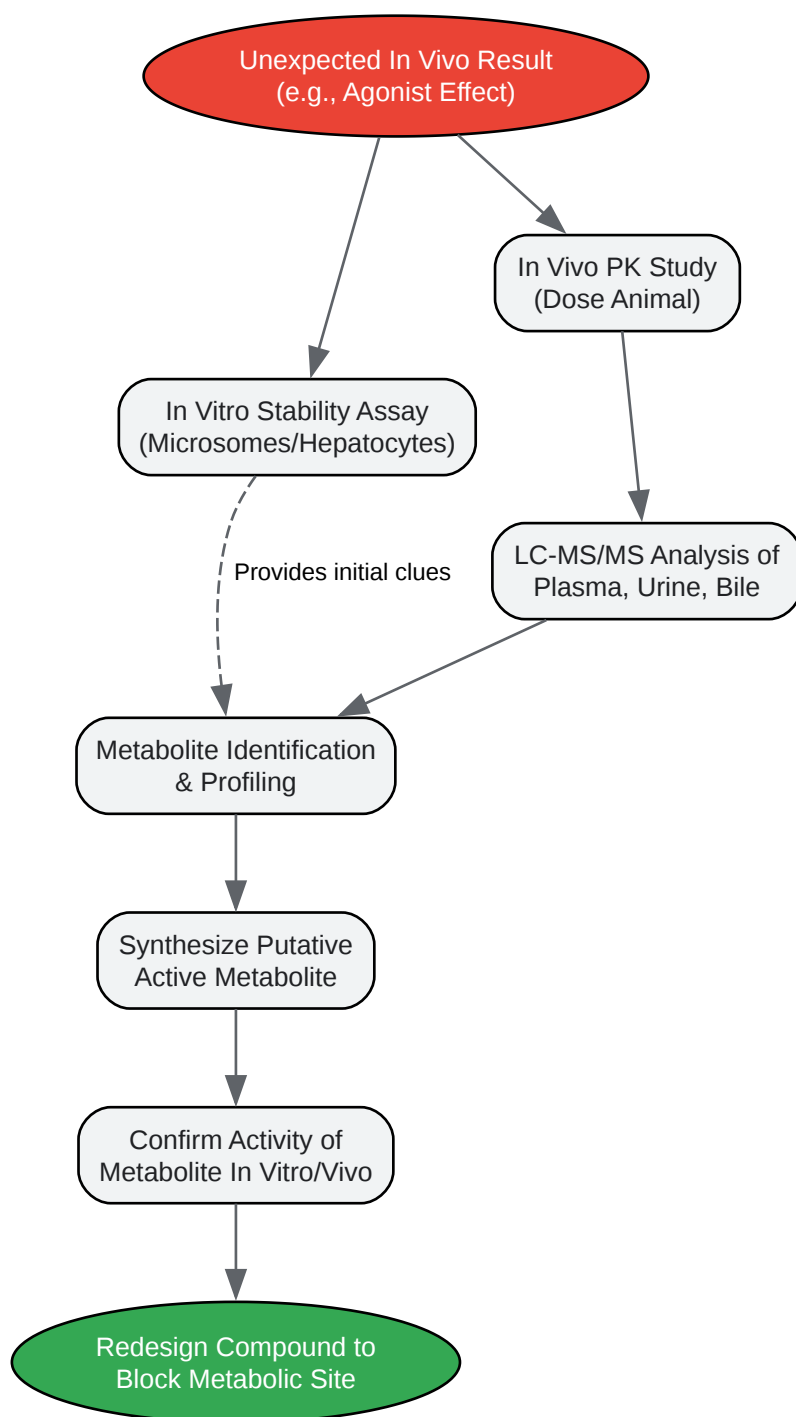 Unexpected In Vivo Result
(e.g., Agonist Effect)
In Vivo PK Study
(Dose Animal)
In Vitro Stability Assay
(Microsomes/Hepatocytes)
LC-MS/MS Analysis of
Plasma, Urine, Bile
Provides initial clues
Metabolite Identification
& Profiling
Synthesize Putative
Active Metabolite
Confirm Activity of
Metabolite In Vitro/Vivo
Redesign Compound to
Block Metabolic Site